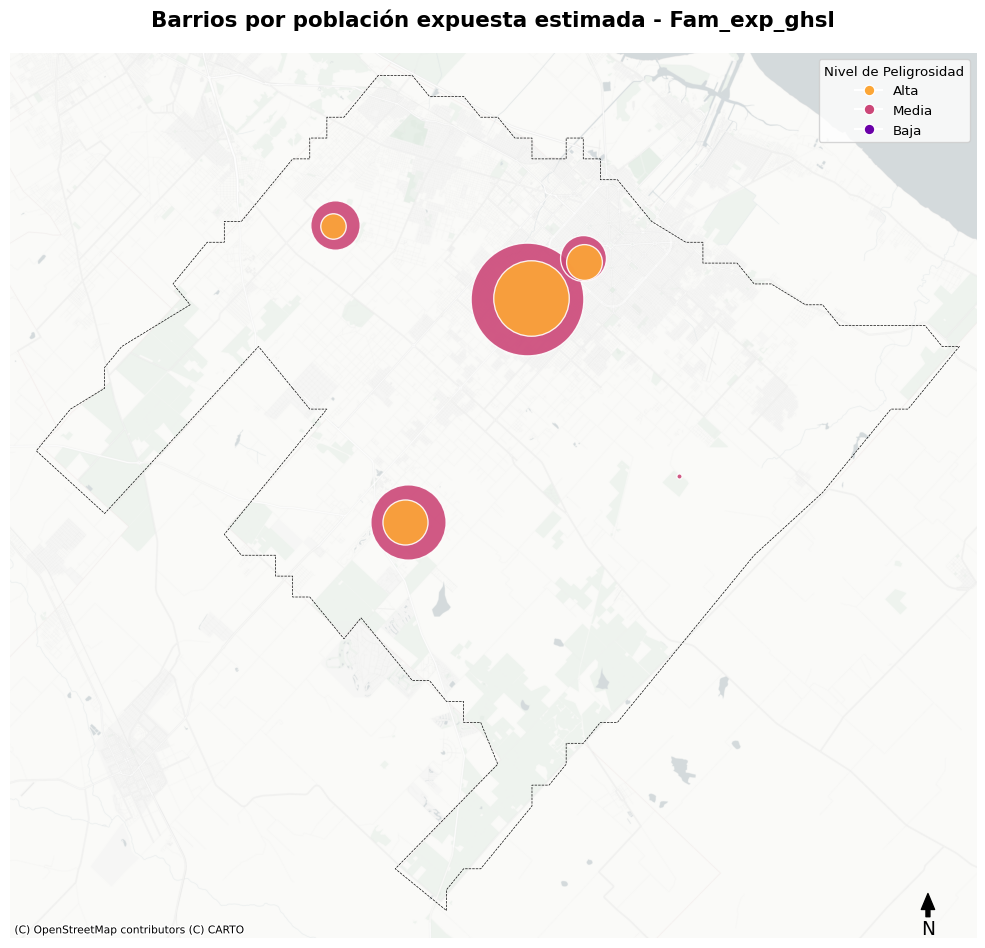 Barrios por población expuesta estimada - Fam_exp_ghsl
Nivel de Peligrosidad
Alta
Media
Baja
(C) OpenStreetMap contributors (C) CARTO
N